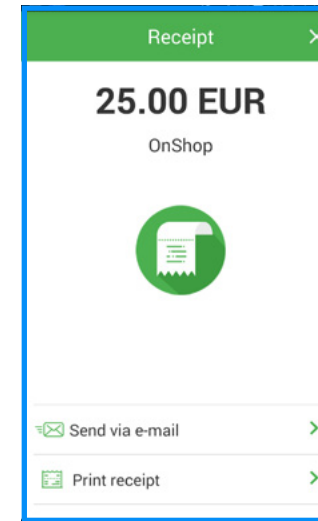 Receipt
25.00 EUR
OnShop
Send via e-mail
Print receipt